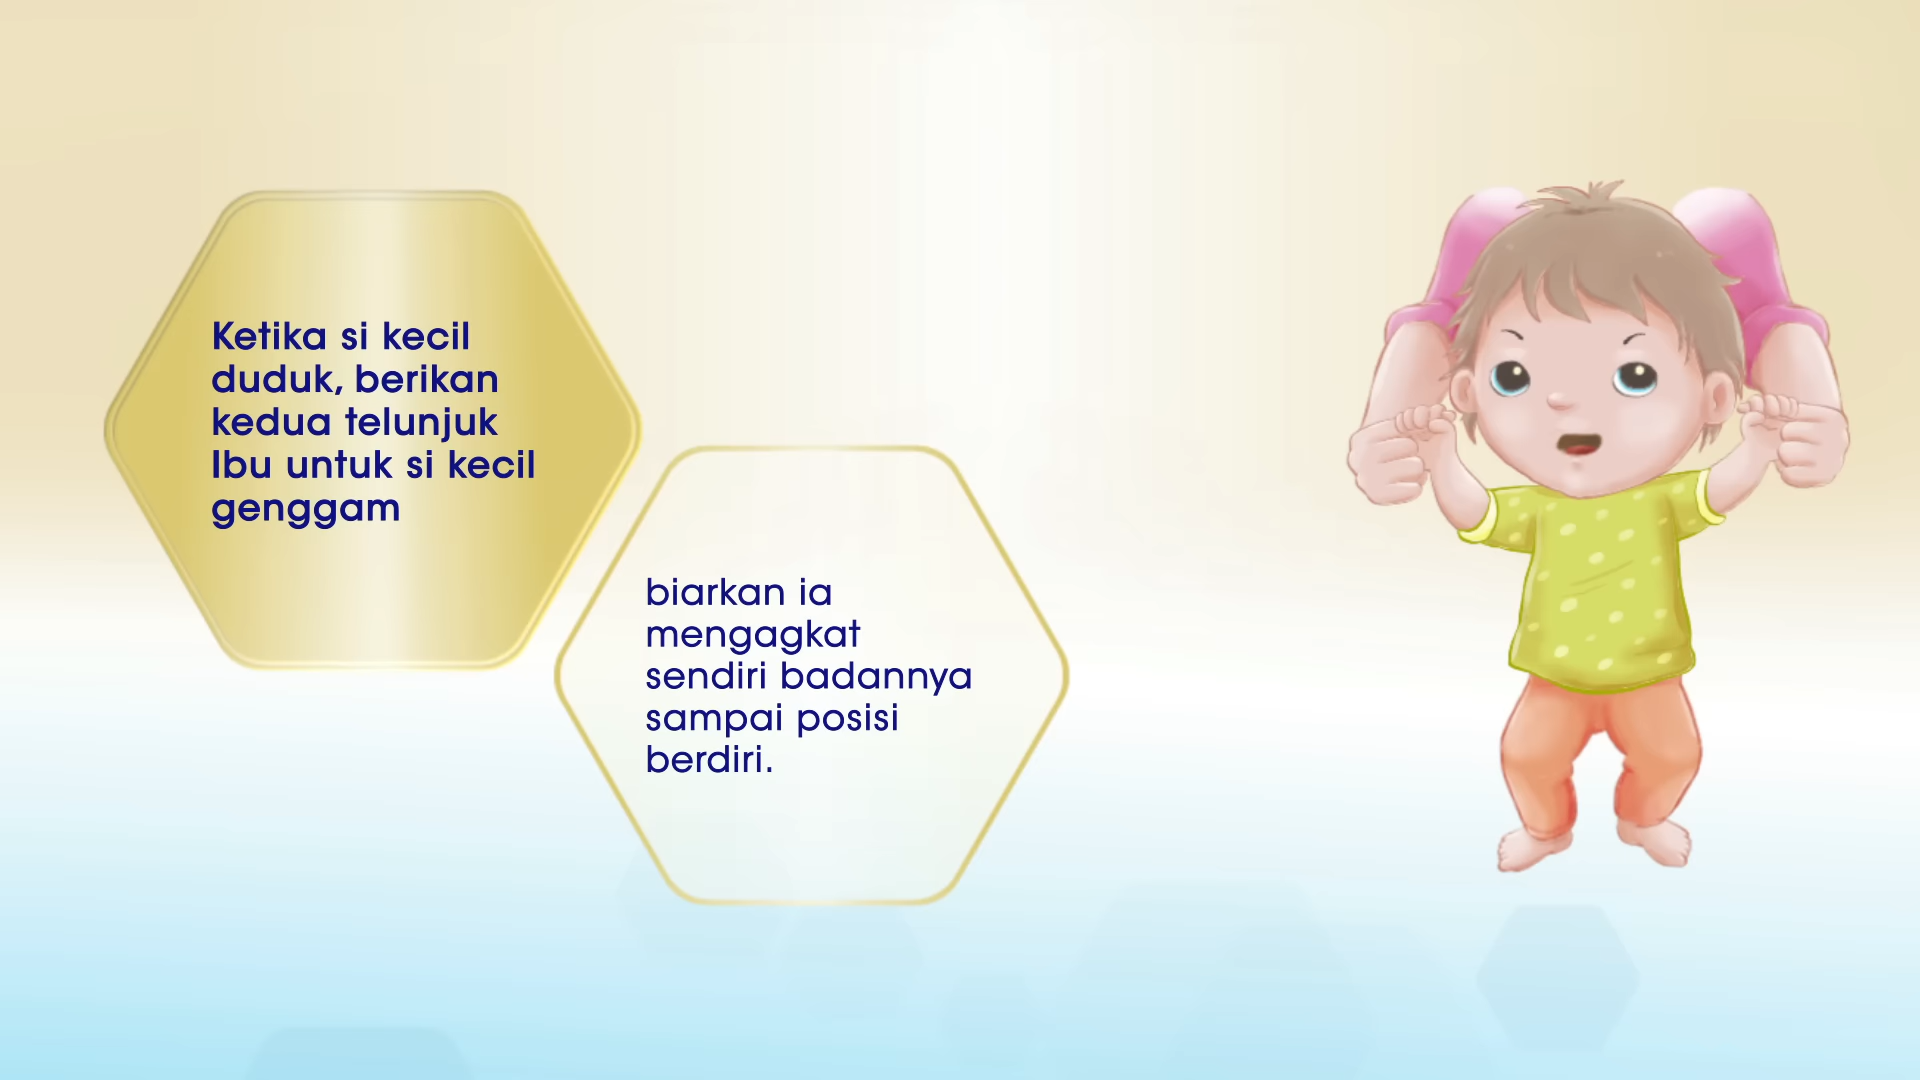 Ketika si kecil
duduk, berikan
kedua telunjuk
Ibu untuk si kecil
genggam
biarkan ia
mengagkat
sendiri badannya
sampai posisi
berdiri.